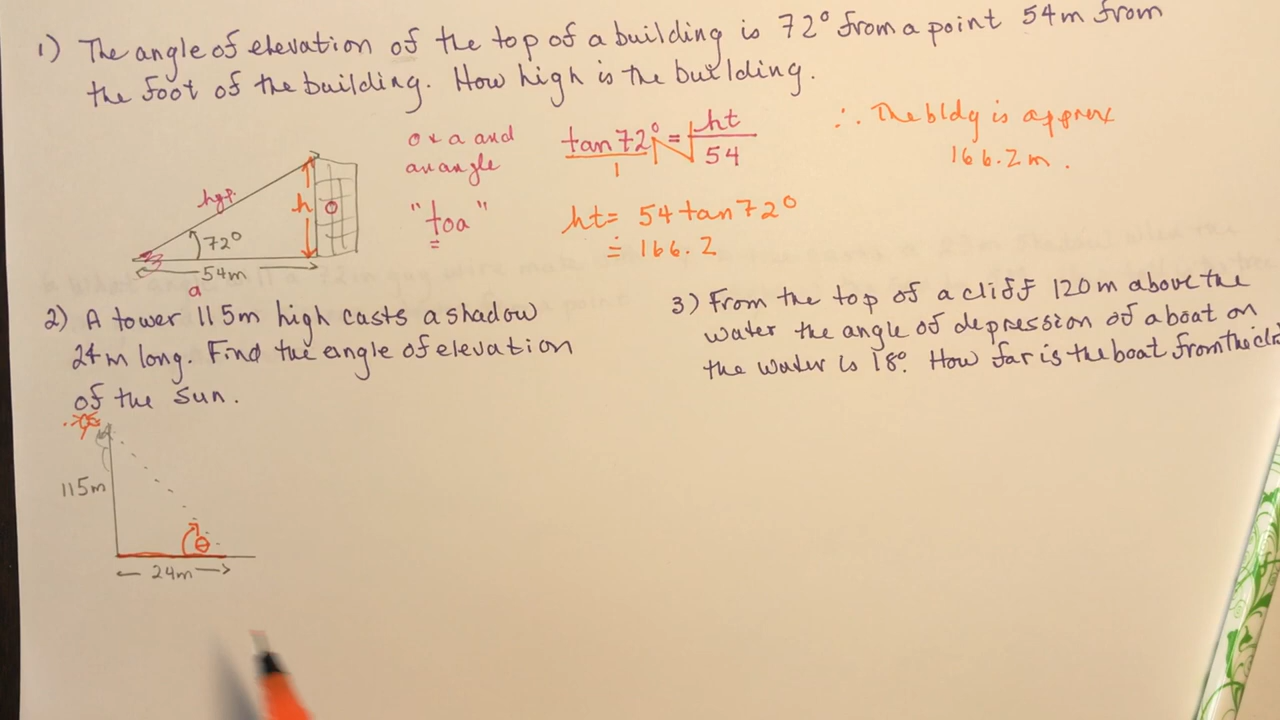 1) The angle of elevation of the top of a building is 72° from a point 54m from
the foot of the building. How high is the building.
hyp.
h
o
72°
54m
a
o & a and
an angle
"toa"
tan 72° = ht
1 54
ht = 54 tan 72°
≐ 166.2
∴ The bldg is approx
166.2 m.
2) A tower 115m high casts a shadow
24m long. Find the angle of elevation
of the sun.
115m
θ
24m
3) From the top of a cliff 120m above the
water the angle of depression of a boat on
the water is 18°. How far is the boat from the